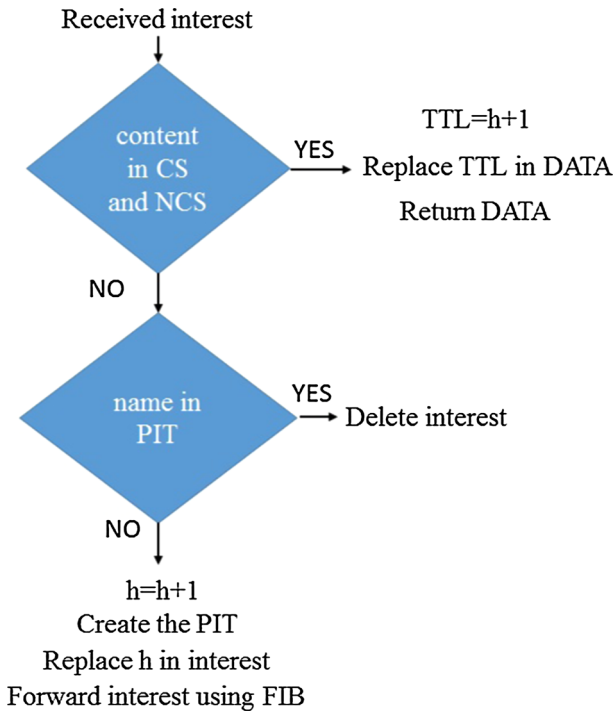 Received interest
content
in CS
and NCS
YES
TTL=h+1
Replace TTL in DATA
Return DATA
NO
name in
PIT
YES
Delete interest
NO
h=h+1
Create the PIT
Replace h in interest
Forward interest using FIB